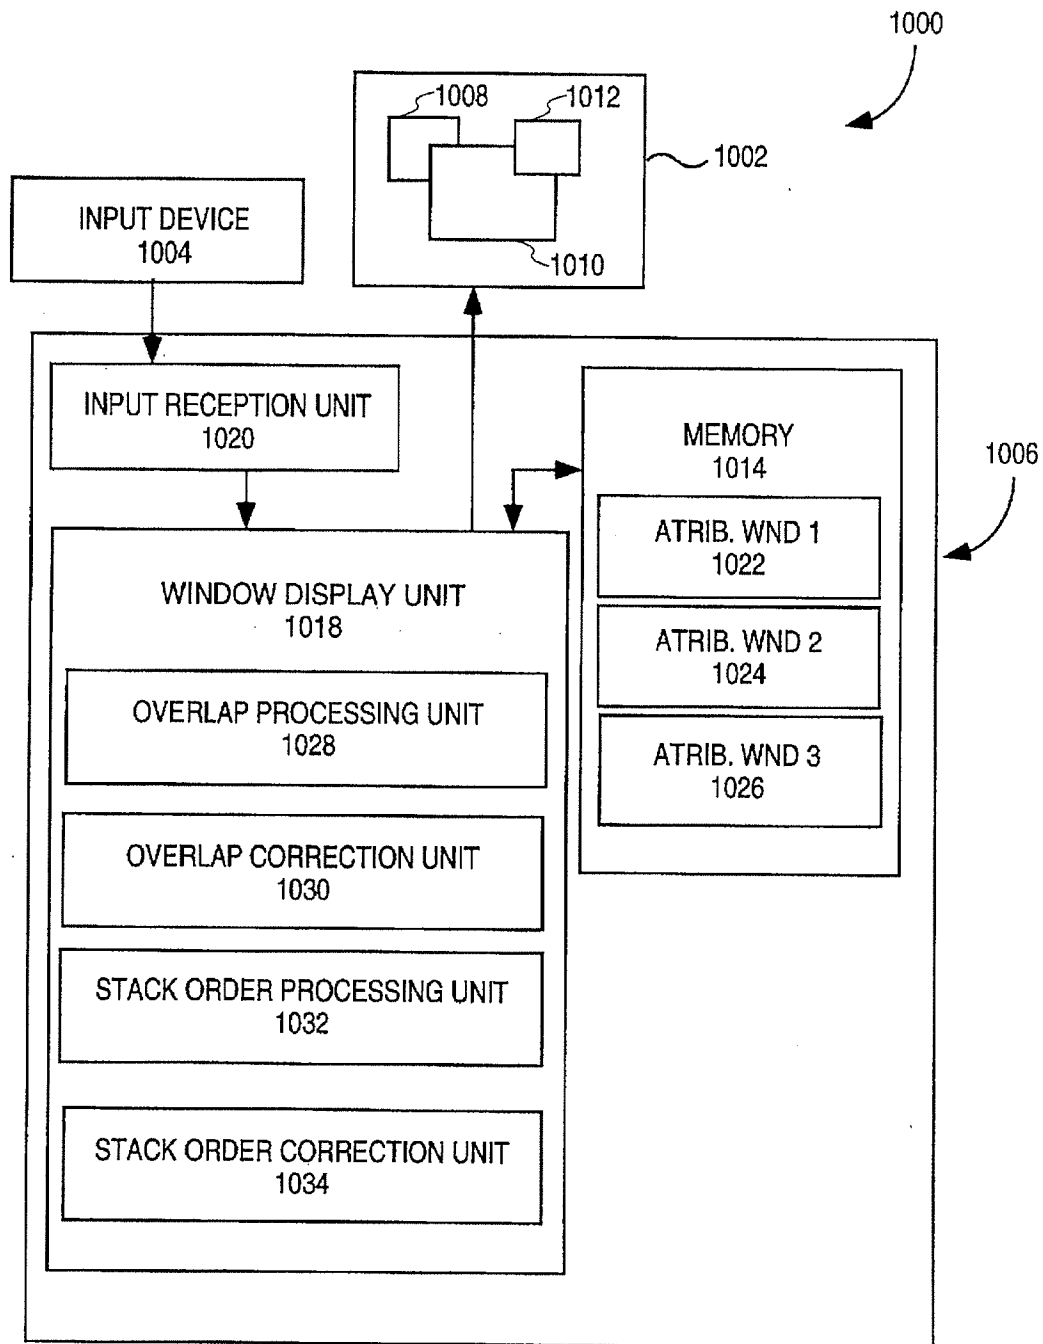 1000
1008
1012
1002
1010
INPUT DEVICE
1004
INPUT RECEPTION UNIT
1020
MEMORY
1014
1006
ATRIB. WND 1
1022
ATRIB. WND 2
1024
ATRIB. WND 3
1026
WINDOW DISPLAY UNIT
1018
OVERLAP PROCESSING UNIT
1028
OVERLAP CORRECTION UNIT
1030
STACK ORDER PROCESSING UNIT
1032
STACK ORDER CORRECTION UNIT
1034